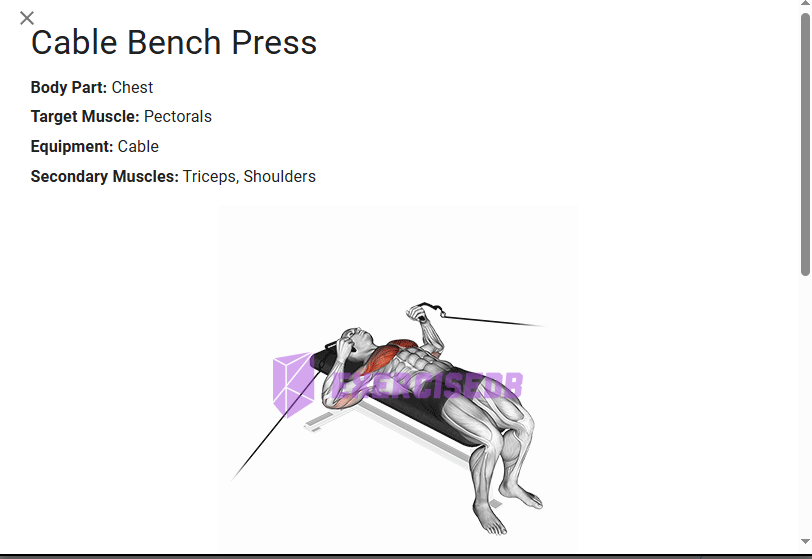 Cable Bench Press
Body Part: Chest
Target Muscle: Pectorals
Equipment: Cable
Secondary Muscles: Triceps, Shoulders
EXERCISEDB